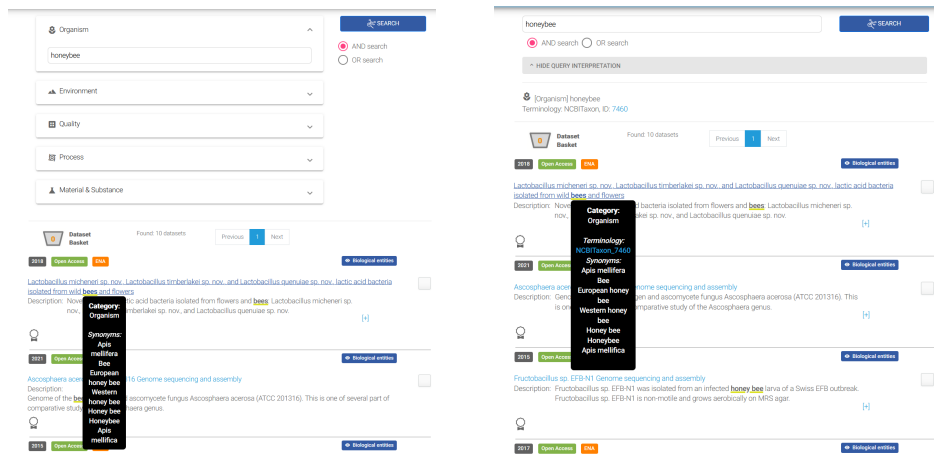 Organism
SEARCH
honeybee
AND search
OR search
Environment
Quality
Process
Material & Substance
0
Dataset
Basket
Found: 10 datasets
Previous 1 Next
2018 Open Access ENA
Biological entities
Lactobacillus micheneri sp. nov., Lactobacillus timberlakei sp. nov., and Lactobacillus quenuiae sp. nov., lactic acid bacteria
isolated from wild bees and flowers
Description: Nove
tic acid bacteria isolated from flowers and bees: Lactobacillus micheneri sp.
nov.,
mberlakei sp. nov., and Lactobacillus quenuiae sp. nov.
[+]
Category:
Organism
Synonyms:
Apis
mellifera
Bee
European
honey bee
Western
honey bee
Honey bee
Honeybee
Apis
mellifica
2021 Open Access
Biological entities
Ascosphaera acer
16 Genome sequencing and assembly
Description:
Genome of the bee
d ascomycete fungus Ascosphaera acerosa (ATCC 201316). This is one of several part of
comparative study
haera genus.
2015 Open Access
Biological entities
honeybee
SEARCH
AND search OR search
HIDE QUERY INTERPRETATION
[Organism] honeybee
Terminology: NCBITaxon, ID: 7460
0
Dataset
Basket
Found: 10 datasets
Previous 1 Next
2018 Open Access ENA
Biological entities
Lactobacillus micheneri sp. nov., Lactobacillus timberlakei sp. nov., and Lactobacillus quenuiae sp. nov., lactic acid bacteria
isolated from wild bees and flowers
Description: Nove
d bacteria isolated from flowers and bees: Lactobacillus micheneri sp.
nov.,
akei sp. nov., and Lactobacillus quenuiae sp. nov.
[+]
Category:
Organism
Terminology:
NCBITaxon_7460
Synonyms:
Apis mellifera
Bee
European honey
bee
Western honey
bee
Honey bee
Honeybee
Apis mellifica
2021 Open Acce
Biological entities
Ascosphaera ace
nome sequencing and assembly
Description: Genc
gen and ascomycete fungus Ascosphaera acerosa (ATCC 201316). This
is one
mparative study of the Ascosphaera genus.
[+]
2015 Open Acce
Biological entities
Fructobacillus sp. EFB-N1 Genome sequencing and assembly
Description: Fructobacillus sp. EFB-N1 was isolated from an infected honey bee larva of a Swiss EFB outbreak.
Fructobacillus sp. EFB-N1 is non-motile and grows aerobically on MRS agar.
[+]
2017 Open Access ENA
Biological entities